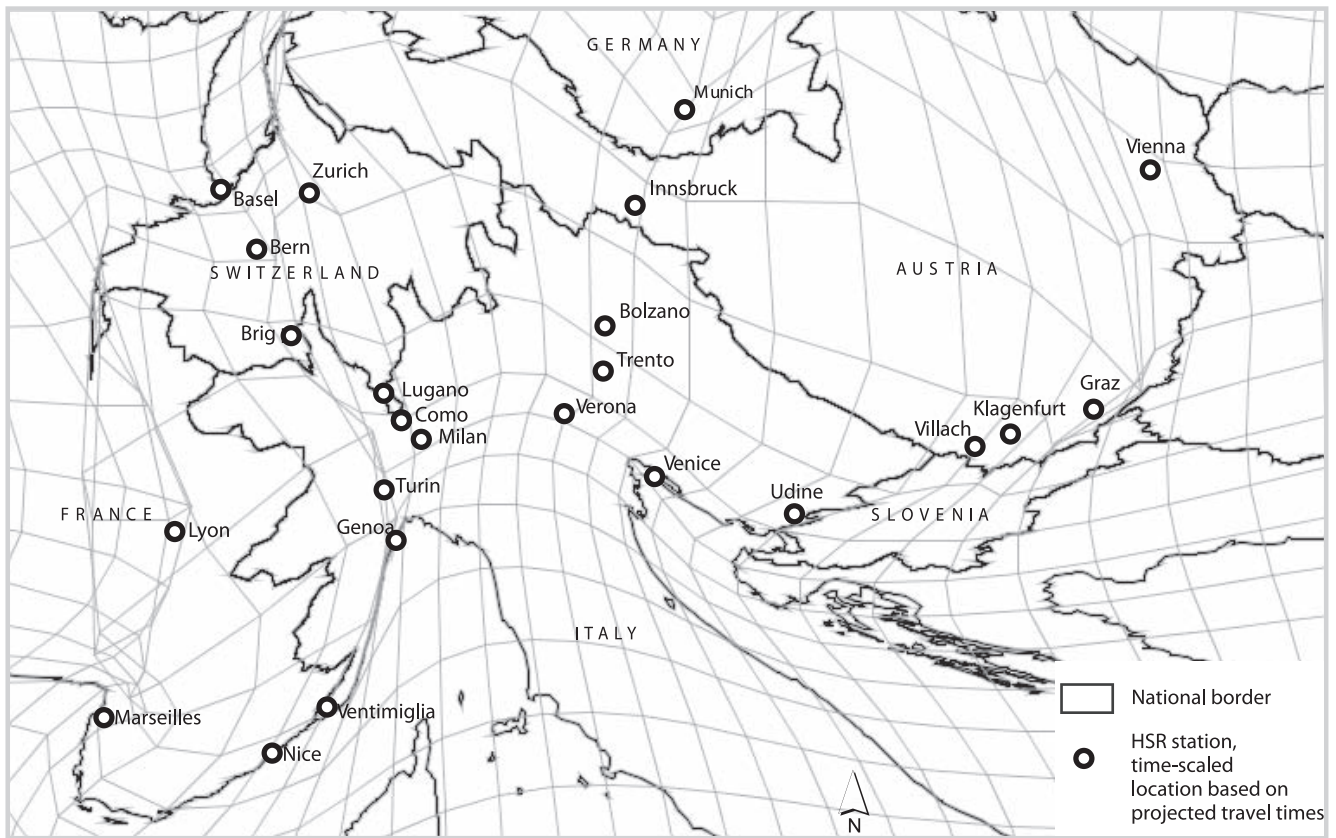 GERMANY
Munich
Vienna
Zurich
Basel
Innsbruck
Bern
SWITZERLAND
AUSTRIA
Bolzano
Brig
Trento
Lugano
Graz
Como
Verona
Klagenfurt
Milan
Villach
Venice
Turin
Udine
FRANCE
SLOVENIA
Lyon
Genoa
ITALY
National border
Marseilles
Ventimiglia
Nice
HSR station,
time-scaled
location based on
projected travel times
N